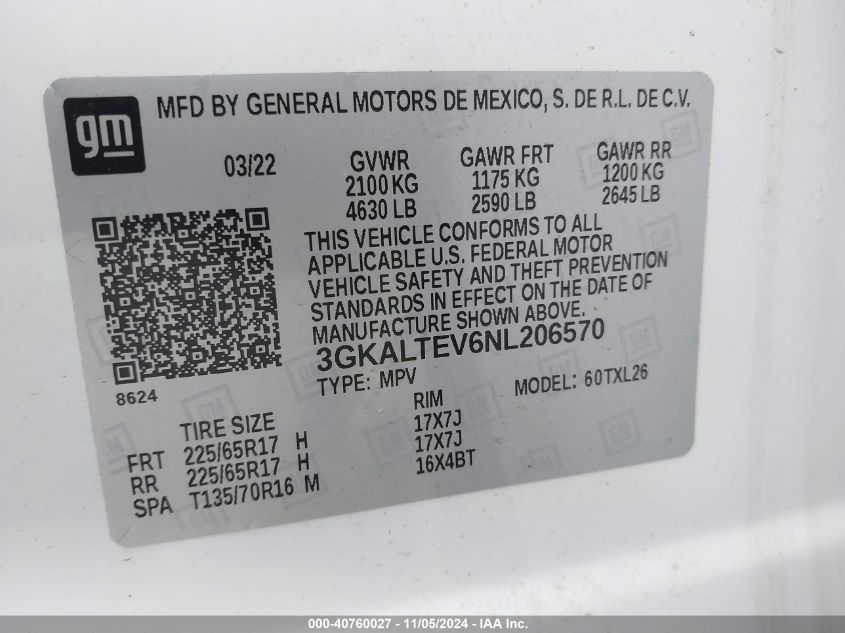 gm
MFD BY GENERAL MOTORS DE MEXICO, S. DE R.L. DE C.V.
03/22 GVWR GAWR FRT GAWR RR
2100 KG 1175 KG 1200 KG
4630 LB 2590 LB 2645 LB
THIS VEHICLE CONFORMS TO ALL
APPLICABLE U.S. FEDERAL MOTOR
VEHICLE SAFETY AND THEFT PREVENTION
STANDARDS IN EFFECT ON THE DATE OF
MANUFACTURE SHOWN ABOVE.
3GKALTEV6NL206570
8624 TYPE: MPV MODEL: 60TXL26
TIRE SIZE RIM
FRT 225/65R17 H 17X7J
RR 225/65R17 H 17X7J
SPA T135/70R16 M 16X4BT
000-40760027 - 11/05/2024 - IAA Inc.